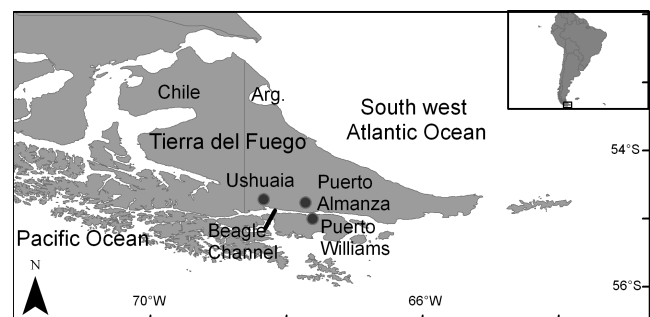 Chile
Arg.
South west
Atlantic Ocean
Tierra del Fuego
54°S
Ushuaia
Puerto
Almanza
Pacific Ocean
Beagle
Channel
Puerto
Williams
N
70°W
66°W
56°S